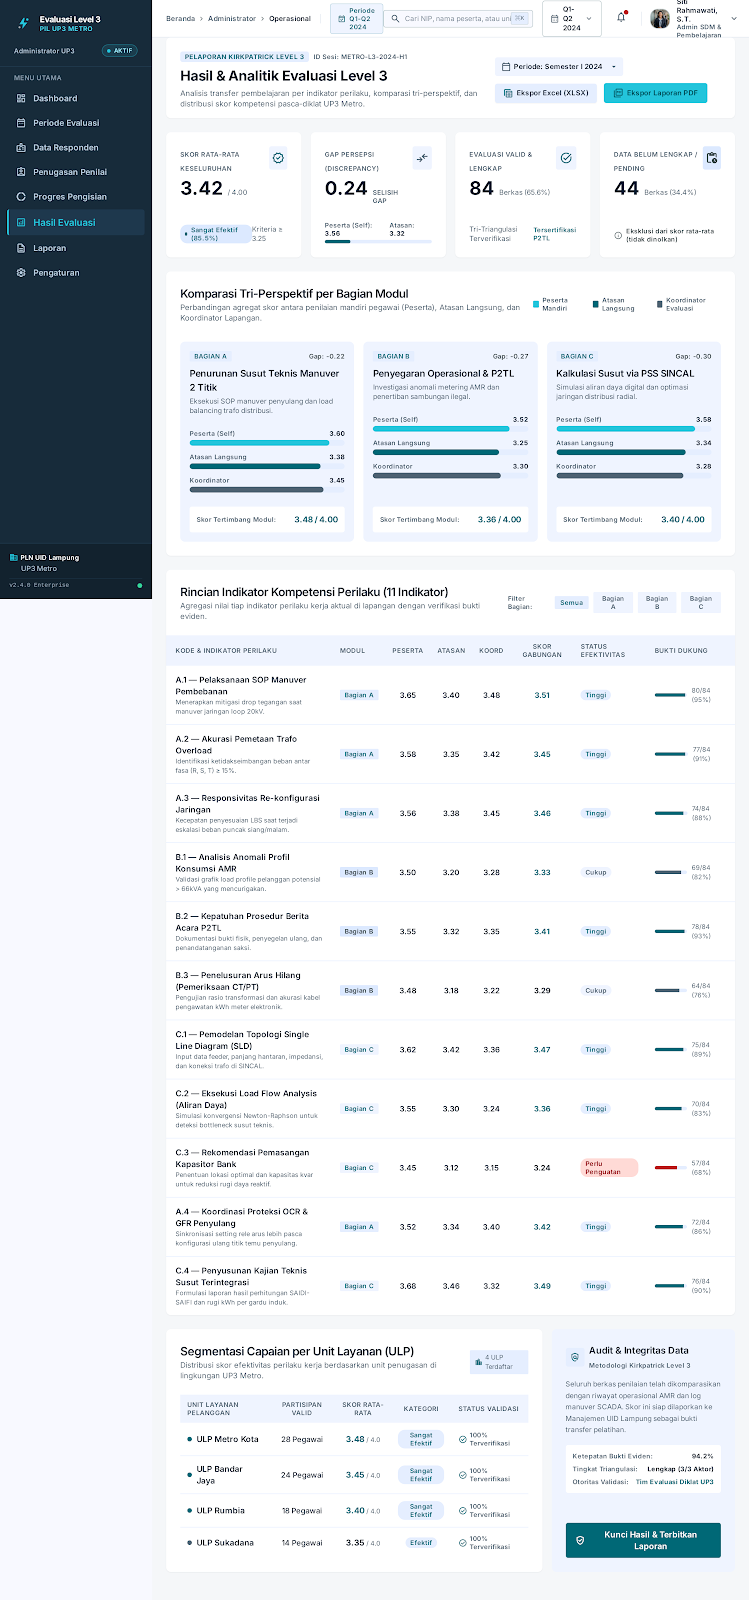 Evaluasi Level 3
PLN UP3 METRO
Administrator UP3
AKTIF
MENU UTAMA
Dashboard
Periode Evaluasi
Data Responden
Penugasan Penilai
Progres Pengisian
Hasil Evaluasi
Laporan
Pengaturan
PLN UID Lampung
UP3 Metro
v2.4.0 Enterprise
Beranda > Administrator > Operasional
Periode
Q1-Q2
2024
Cari NIP, nama peserta, atau uni
⌘K
Q1-
Q2
2024
Siti
Rahmawati,
S.T.
Admin SDM &
Pembelajaran
PELAPORAN KIRKPATRICK LEVEL 3
ID Sesi: METRO-L3-2024-H1
Hasil & Analitik Evaluasi Level 3
Analisis transfer pembelajaran per indikator perilaku, komparasi tri-perspektif, dan
distribusi skor kompetensi pasca-diklat UP3 Metro.
Periode: Semester I 2024
Ekspor Excel (XLSX)
Ekspor Laporan PDF
SKOR RATA-RATA
KESELURUHAN
3.42 / 4.00
Sangat Efektif
(85.5%)
Kriteria ≥
3.25
GAP PERSEPSI
(DISCREPANCY)
0.24 SELISIH
GAP
Peserta (Self):
3.56
Atasan:
3.32
EVALUASI VALID &
LENGKAP
84 Berkas (65.6%)
Tri-Triangulasi
Terverifikasi
Tersertifikasi
P2TL
DATA BELUM LENGKAP /
PENDING
44 Berkas (34.4%)
Eksklusi dari skor rata-rata
(tidak dinolkan)
Komparasi Tri-Perspektif per Bagian Modul
Perbandingan agregat skor antara penilaian mandiri pegawai (Peserta), Atasan Langsung, dan
Koordinator Lapangan.
Peserta
Mandiri
Atasan
Langsung
Koordinator
Evaluasi
BAGIAN A
Gap: -0.22
Penurunan Susut Teknis Manuver
2 Titik
Eksekusi SOP manuver penyulang dan load
balancing trafo distribusi.
Peserta (Self) 3.60
Atasan Langsung 3.38
Koordinator 3.45
Skor Tertimbang Modul: 3.48 / 4.00
BAGIAN B
Gap: -0.27
Penyegaran Operasional & P2TL
Investigasi anomali metering AMR dan
penertiban sambungan ilegal.
Peserta (Self) 3.52
Atasan Langsung 3.25
Koordinator 3.30
Skor Tertimbang Modul: 3.36 / 4.00
BAGIAN C
Gap: -0.30
Kalkulasi Susut via PSS SINCAL
Simulasi aliran daya digital dan optimasi
jaringan distribusi radial.
Peserta (Self) 3.58
Atasan Langsung 3.34
Koordinator 3.28
Skor Tertimbang Modul: 3.40 / 4.00
Rincian Indikator Kompetensi Perilaku (11 Indikator)
Agregasi nilai tiap indikator perilaku kerja aktual di lapangan dengan verifikasi bukti
eviden.
Filter
Bagian:
Semua
Bagian
A
Bagian
B
Bagian
C
KODE & INDIKATOR PERILAKU MODUL PESERTA ATASAN KOORD SKOR
GABUNGAN STATUS
EFEKTIVITAS BUKTI DUKUNG
A.1 — Pelaksanaan SOP Manuver
Pembebanan
Menerapkan mitigasi drop tegangan saat
manuver jaringan loop 20kV.
Bagian A 3.65 3.40 3.48 3.51 Tinggi 80/84
(95%)
A.2 — Akurasi Pemetaan Trafo
Overload
Identifikasi ketidakseimbangan beban antar
fasa (R, S, T) ≥ 15%.
Bagian A 3.58 3.35 3.42 3.45 Tinggi 77/84
(91%)
A.3 — Responsivitas Re-konfigurasi
Jaringan
Kecepatan penyesuaian LBS saat terjadi
eskalasi beban puncak siang/malam.
Bagian A 3.56 3.38 3.45 3.46 Tinggi 74/84
(88%)
B.1 — Analisis Anomali Profil
Konsumsi AMR
Validasi grafik load profile pelanggan potensial
> 66kVA yang mencurigakan.
Bagian B 3.50 3.20 3.28 3.33 Cukup 69/84
(82%)
B.2 — Kepatuhan Prosedur Berita
Acara P2TL
Dokumentasi bukti fisik, penyegelan ulang, dan
penandatanganan saksi.
Bagian B 3.55 3.32 3.35 3.41 Tinggi 78/84
(93%)
B.3 — Penelusuran Arus Hilang
(Pemeriksaan CT/PT)
Pengujian rasio transformasi dan akurasi kabel
pengawatan kWh meter elektronik.
Bagian B 3.48 3.18 3.22 3.29 Cukup 64/84
(76%)
C.1 — Pemodelan Topologi Single
Line Diagram (SLD)
Input data feeder, panjang hantaran, impedansi,
dan koneksi trafo di SINCAL.
Bagian C 3.62 3.42 3.36 3.47 Tinggi 75/84
(89%)
C.2 — Eksekusi Load Flow Analysis
(Aliran Daya)
Simulasi konvergensi Newton-Raphson untuk
deteksi bottleneck susut teknis.
Bagian C 3.55 3.30 3.24 3.36 Tinggi 70/84
(83%)
C.3 — Rekomendasi Pemasangan
Kapasitor Bank
Penentuan lokasi optimal dan kapasitas kvar
untuk reduksi rugi daya reaktif.
Bagian C 3.45 3.12 3.15 3.24 Perlu
Penguatan 57/84
(68%)
A.4 — Koordinasi Proteksi OCR &
GFR Penyulang
Sinkronisasi setting rele arus lebih pasca
konfigurasi ulang titik temu penyulang.
Bagian A 3.52 3.34 3.40 3.42 Tinggi 72/84
(86%)
C.4 — Penyusunan Kajian Teknis
Susut Terintegrasi
Formulasi laporan hasil perhitungan SAIDI-
SAIFI dan rugi kWh per gardu induk.
Bagian C 3.68 3.46 3.32 3.49 Tinggi 76/84
(90%)
Segmentasi Capaian per Unit Layanan (ULP)
Distribusi skor efektivitas perilaku kerja berdasarkan unit penugasan di
lingkungan UP3 Metro.
4 ULP
Terdaftar
UNIT LAYANAN
PELANGGAN PARTISIPAN
VALID SKOR RATA-
RATA KATEGORI STATUS VALIDASI
ULP Metro Kota 28 Pegawai 3.48 / 4.0 Sangat
Efektif 100%
Terverifikasi
ULP Bandar
Jaya 24 Pegawai 3.45 / 4.0 Sangat
Efektif 100%
Terverifikasi
ULP Rumbia 18 Pegawai 3.40 / 4.0 Sangat
Efektif 100%
Terverifikasi
ULP Sukadana 14 Pegawai 3.35 / 4.0 Efektif 100%
Terverifikasi
Audit & Integritas Data
Metodologi Kirkpatrick Level 3
Seluruh berkas penilaian telah dikomparasikan
dengan riwayat operasional AMR dan log
manuver SCADA. Skor ini siap dilaporkan ke
Manajemen UID Lampung sebagai bukti
transfer pelatihan.
Ketepatan Bukti Eviden: 94.2%
Tingkat Triangulasi: Lengkap (3/3 Aktor)
Otoritas Validasi: Tim Evaluasi Diklat UP3
Kunci Hasil & Terbitkan
Laporan